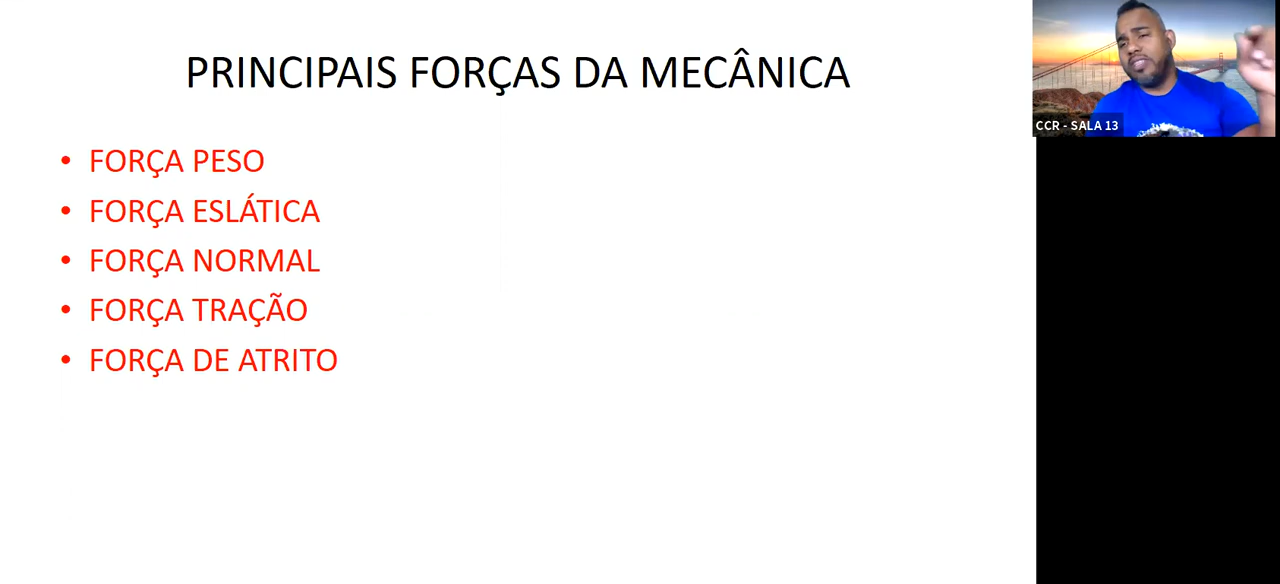 PRINCIPAIS FORÇAS DA MECÂNICA
• FORÇA PESO
• FORÇA ESLÁTICA
• FORÇA NORMAL
• FORÇA TRAÇÃO
• FORÇA DE ATRITO
CCR - SALA 13